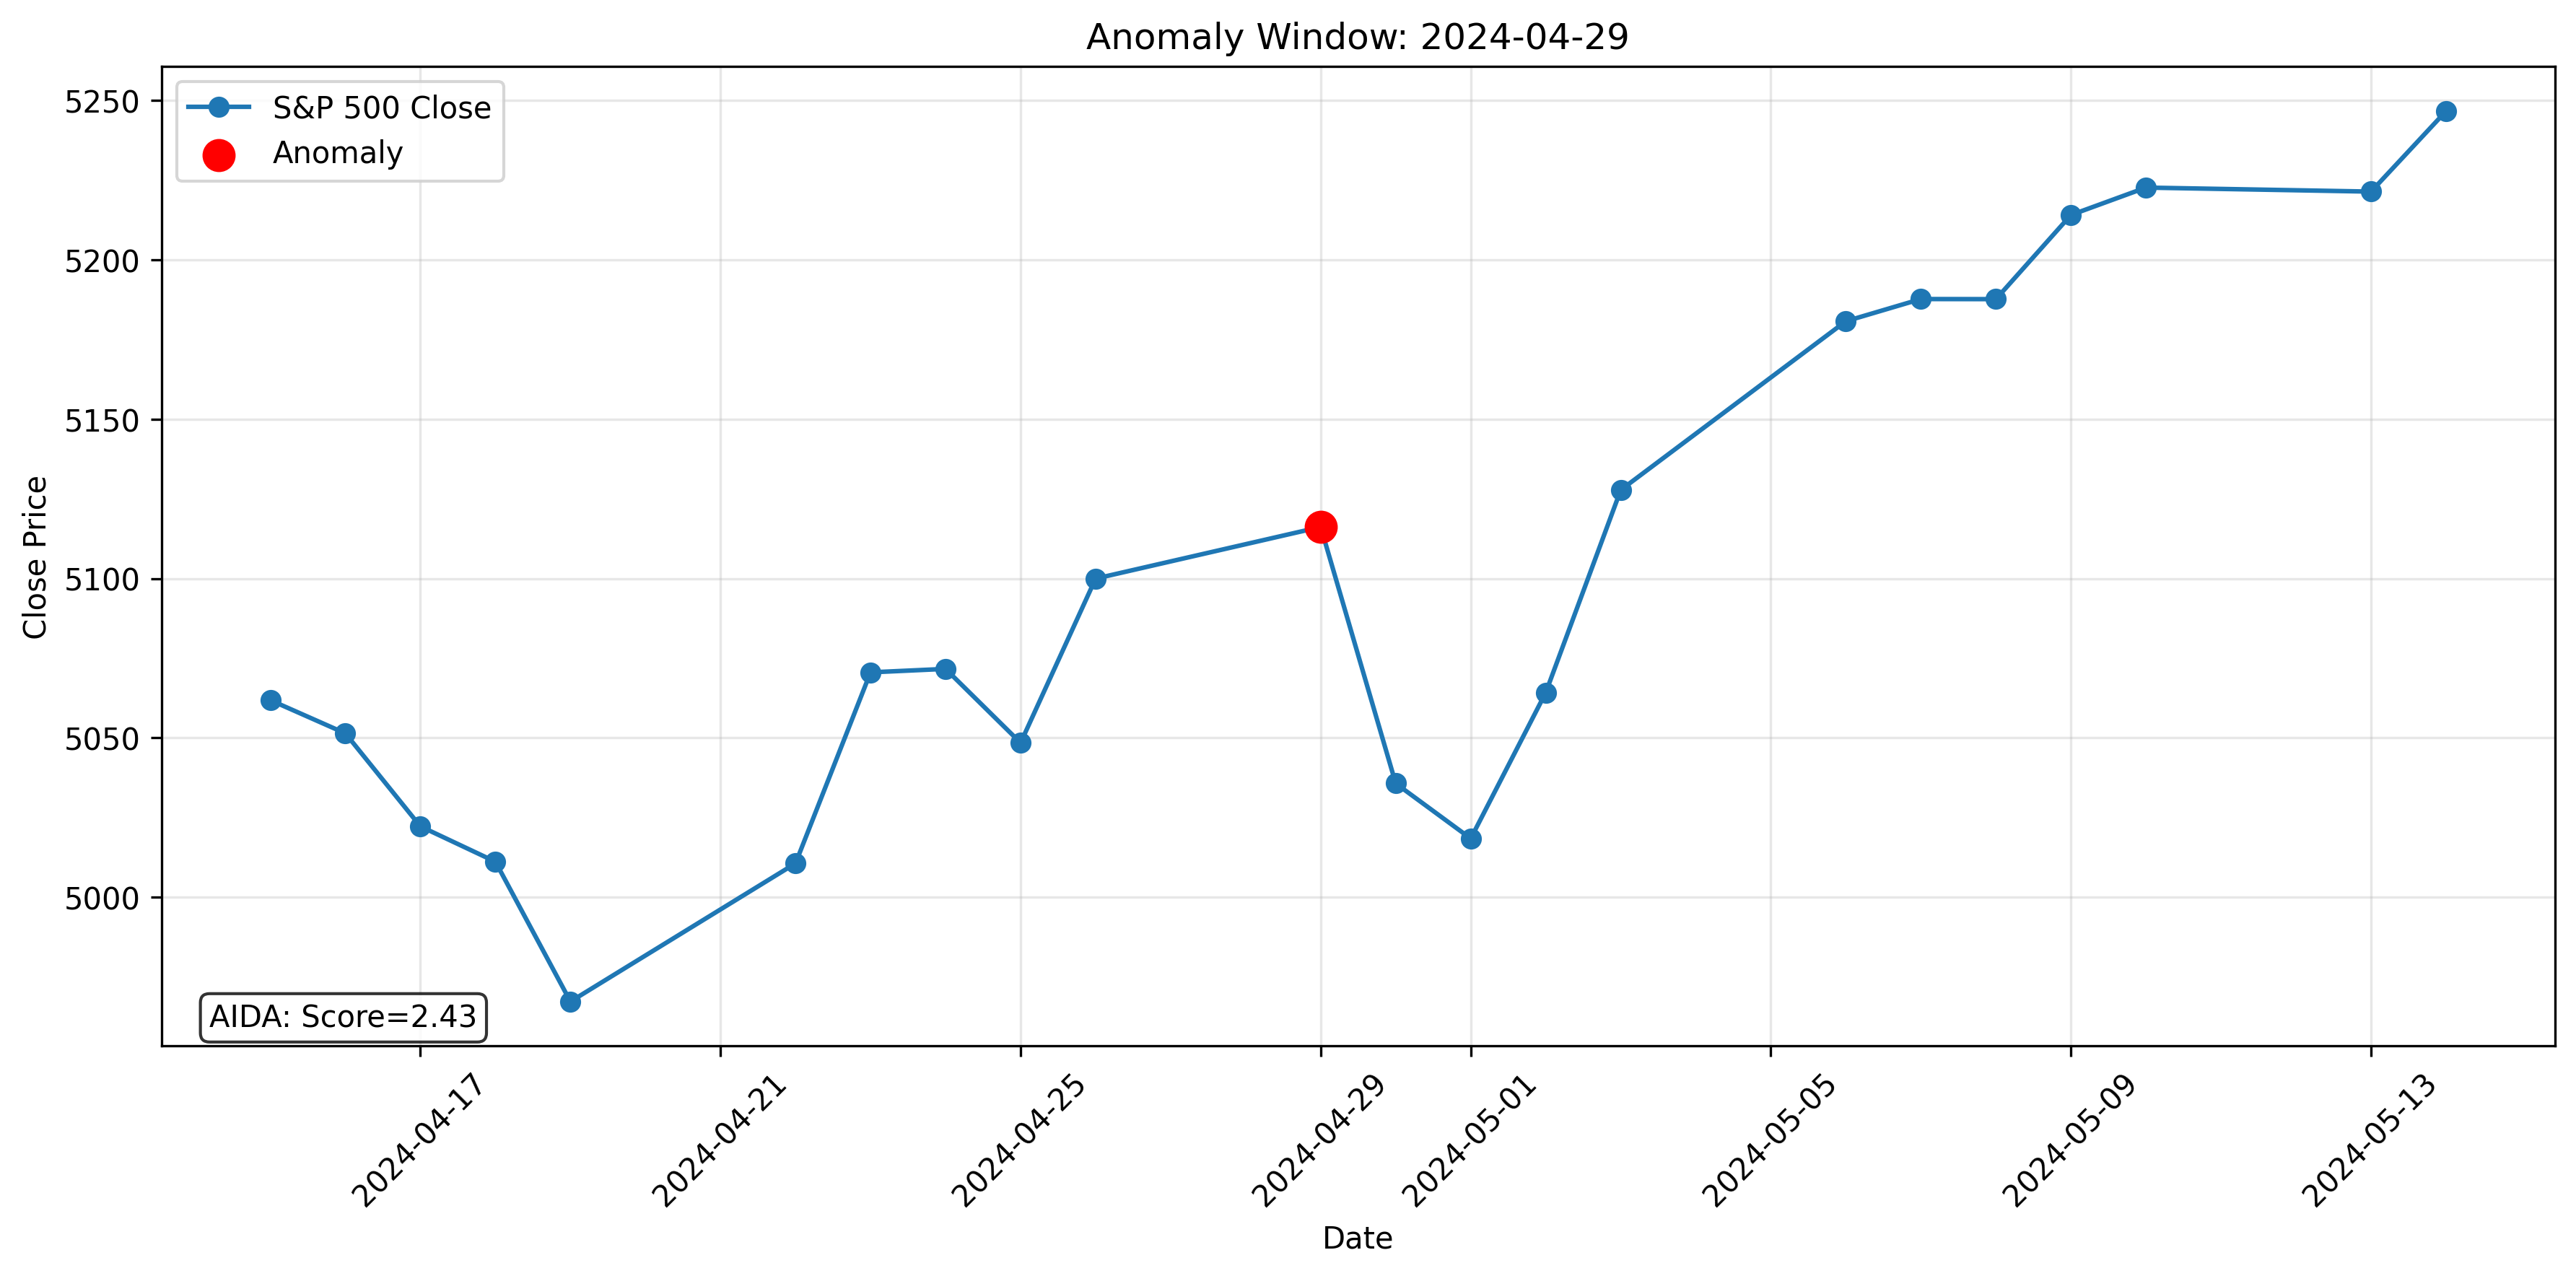 Anomaly Window: 2024-04-29
S&P 500 Close
Anomaly
Close Price
5250
5200
5150
5100
5050
5000
AIDA: Score=2.43
2024-04-17
2024-04-21
2024-04-25
2024-04-29
2024-05-01
2024-05-05
2024-05-09
2024-05-13
Date